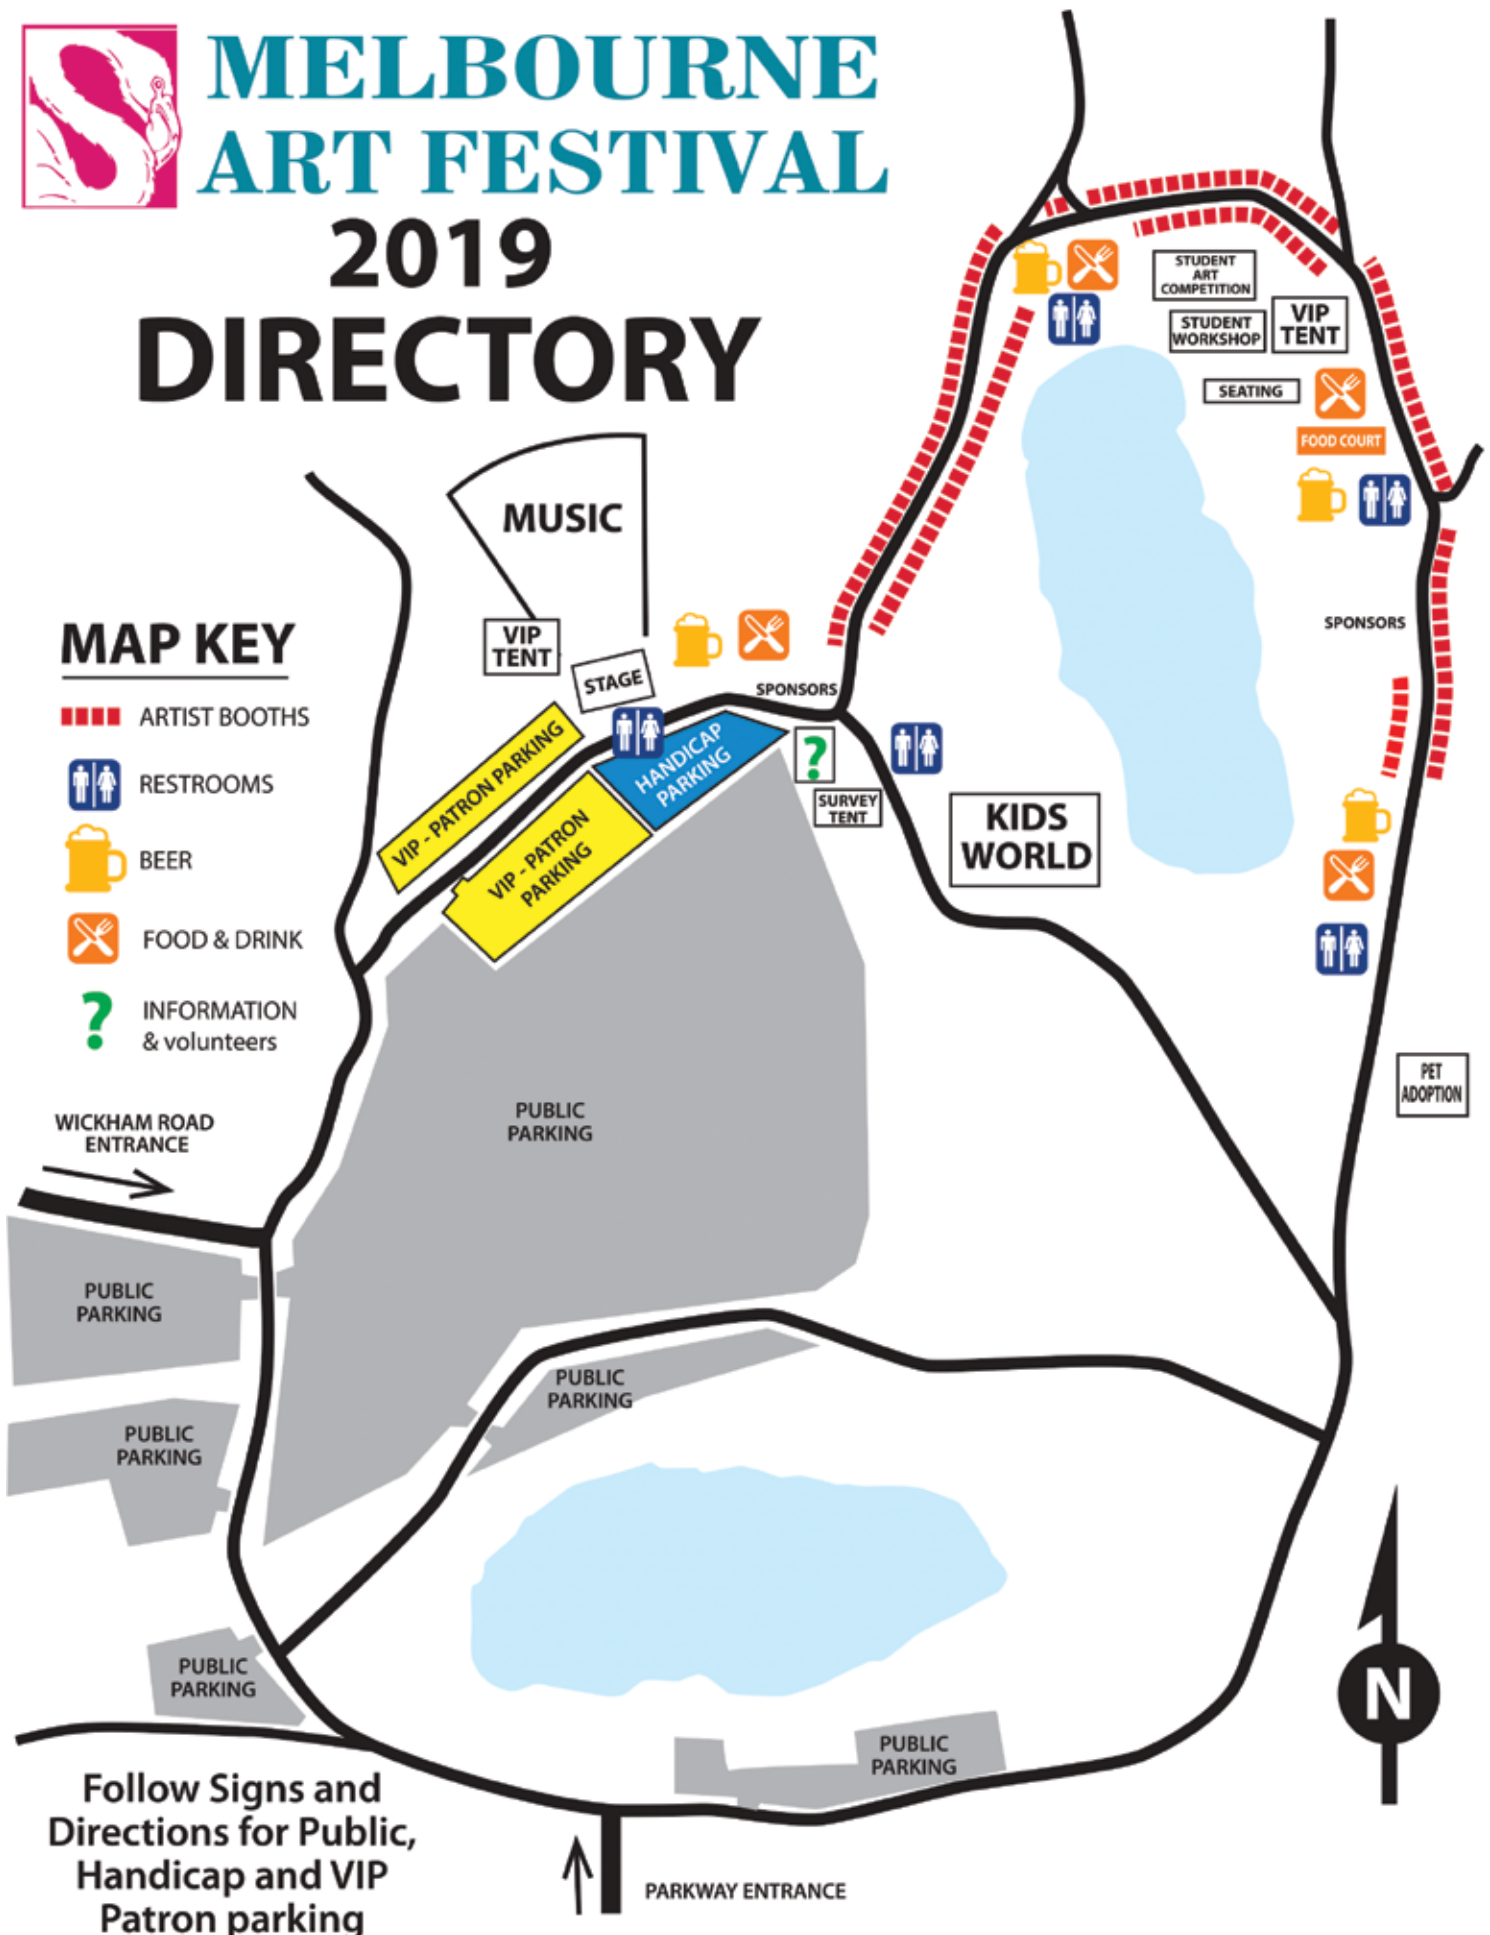 MELBOURNE
ART FESTIVAL
2019
DIRECTORY
STUDENT
ART
COMPETITION
STUDENT
WORKSHOP
VIP
TENT
SEATING
FOOD COURT
MUSIC
VIP
TENT
STAGE
SPONSORS
SPONSORS
MAP KEY
ARTIST BOOTHS
RESTROOMS
BEER
FOOD & DRINK
?
INFORMATION
& volunteers
VIP - PATRON PARKING
VIP - PATRON
PARKING
HANDICAP
PARKING
?
SURVEY
TENT
KIDS
WORLD
PET
ADOPTION
WICKHAM ROAD
ENTRANCE
PUBLIC
PARKING
PUBLIC
PARKING
PUBLIC
PARKING
PUBLIC
PARKING
PUBLIC
PARKING
PUBLIC
PARKING
N
Follow Signs and
Directions for Public,
Handicap and VIP
Patron parking
PARKWAY ENTRANCE